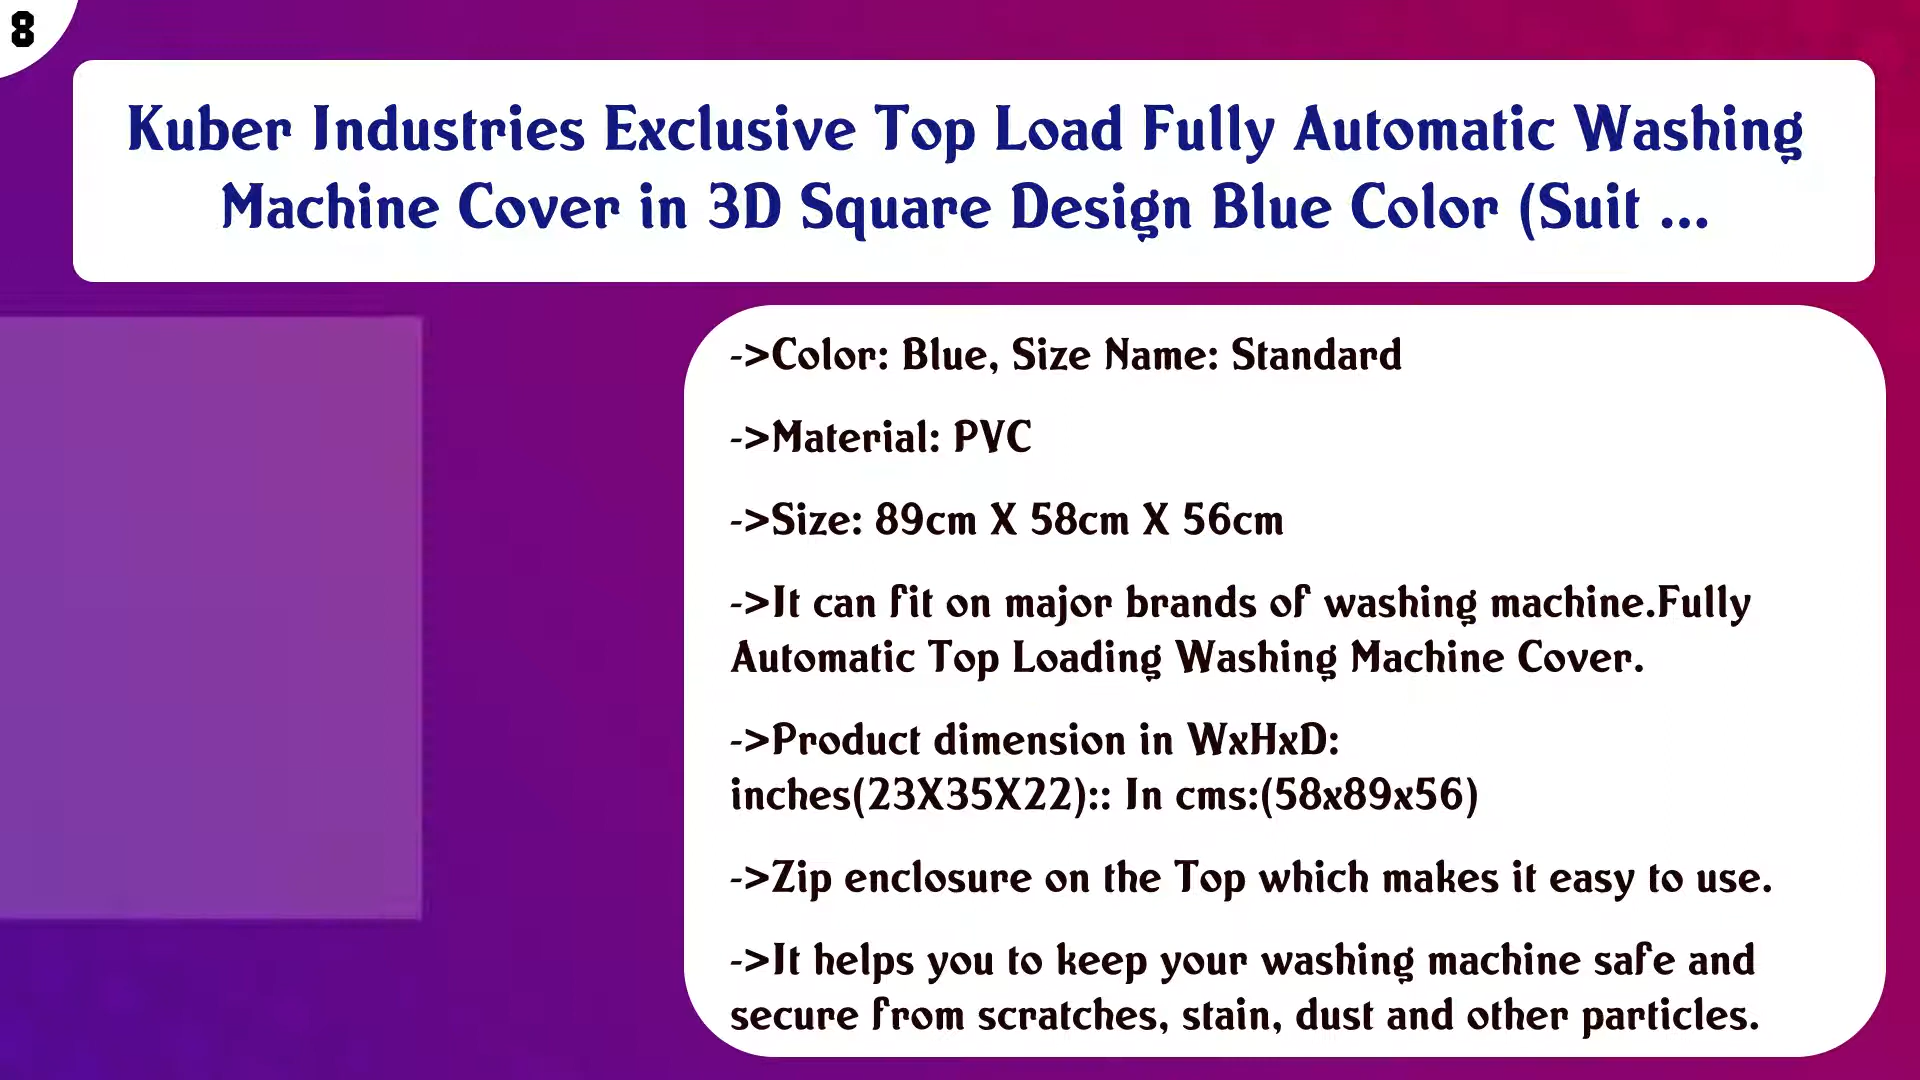 8
Kuber Industries Exclusive Top Load Fully Automatic Washing
Machine Cover in 3D Square Design Blue Color (Suit ...
->Color: Blue, Size Name: Standard
->Material: PVC
->Size: 89cm X 58cm X 56cm
->It can fit on major brands of washing machine.Fully
Automatic Top Loading Washing Machine Cover.
->Product dimension in WxHxD:
inches(23X35X22):: In cms:(58x89x56)
->Zip enclosure on the Top which makes it easy to use.
->It helps you to keep your washing machine safe and
secure from scratches, stain, dust and other particles.